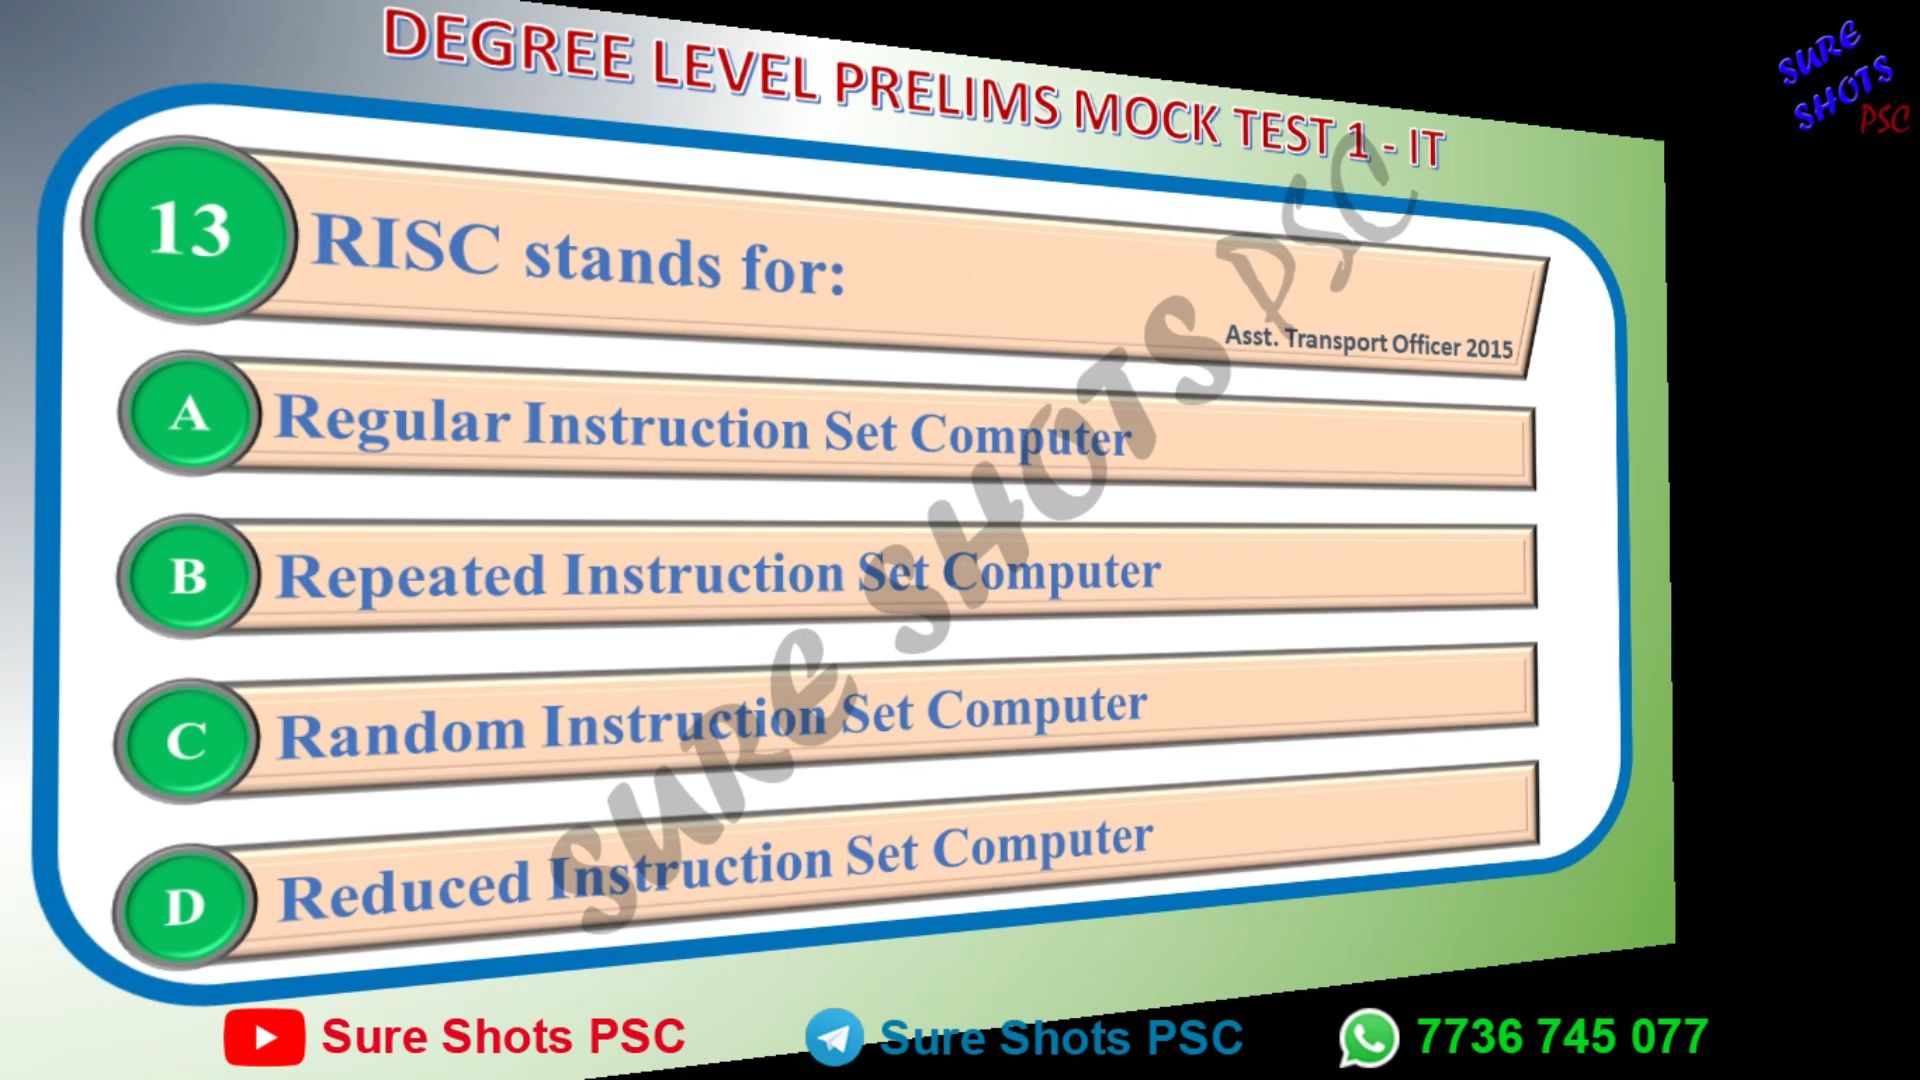 DEGREE LEVEL PRELIMS MOCK TEST 1 - IT
SURE
SHOTS
PSC
13
RISC stands for:
Asst. Transport Officer 2015
A
Regular Instruction Set Computer
B
Repeated Instruction Set Computer
C
Random Instruction Set Computer
D
Reduced Instruction Set Computer
SURE SHOTS PSC
Sure Shots PSC
Sure Shots PSC
7736 745 077